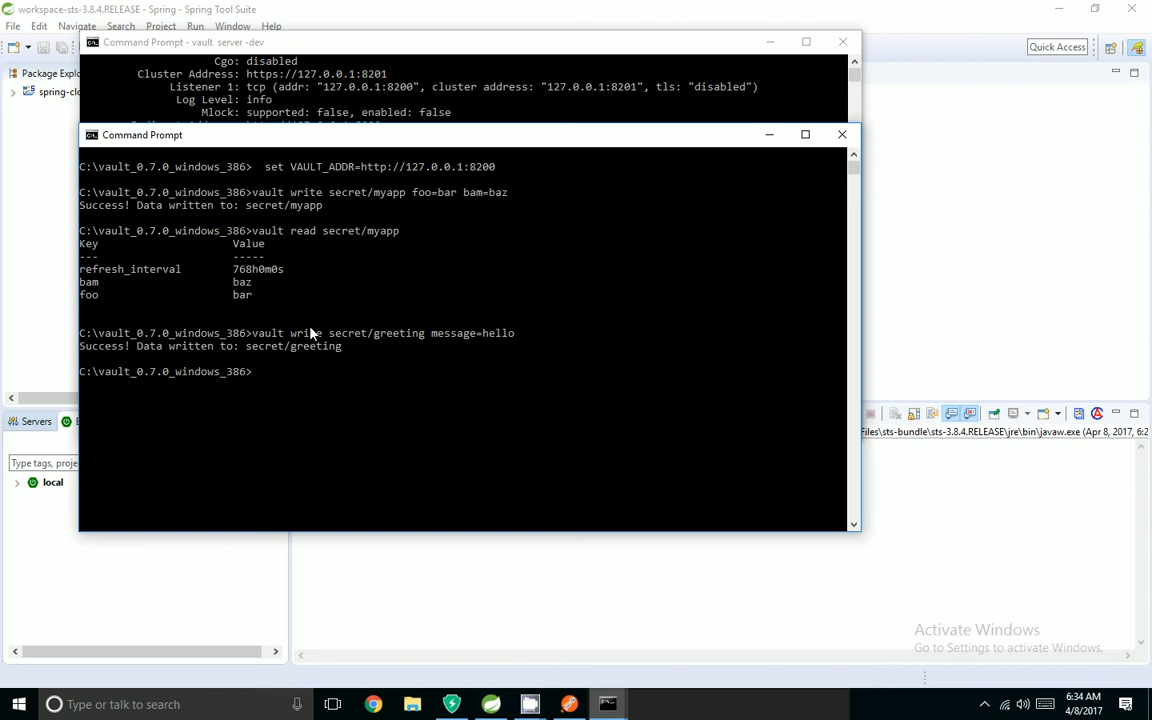 workspace-sts-3.8.4.RELEASE - Spring - Spring Tool Suite
File Edit Navigate Search Project Run Window Help
Command Prompt - vault server -dev
Quick Access
Package Explo
spring-clo
Cgo: disabled
Cluster Address: https://127.0.0.1:8201
Listener 1: tcp (addr: "127.0.0.1:8200", cluster address: "127.0.0.1:8201", tls: "disabled")
Log Level: info
Mlock: supported: false, enabled: false
Command Prompt
C:\vault_0.7.0_windows_386> set VAULT_ADDR=http://127.0.0.1:8200
C:\vault_0.7.0_windows_386>vault write secret/myapp foo=bar bam=baz
Success! Data written to: secret/myapp
C:\vault_0.7.0_windows_386>vault read secret/myapp
Key Value
--- -----
refresh_interval 768h0m0s
bam baz
foo bar
C:\vault_0.7.0_windows_386>vault write secret/greeting message=hello
Success! Data written to: secret/greeting
C:\vault_0.7.0_windows_386>
Servers
Files\sts-bundle\sts-3.8.4.RELEASE\jre\bin\javaw.exe (Apr 8, 2017, 6:2
Type tags, proje
local
Activate Windows
Go to Settings to activate Windows.
Type or talk to search
6:34 AM
4/8/2017